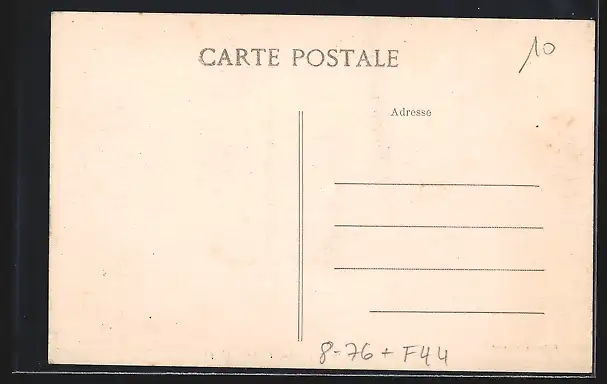 CARTE POSTALE
10
Adresse
8-76 + F44